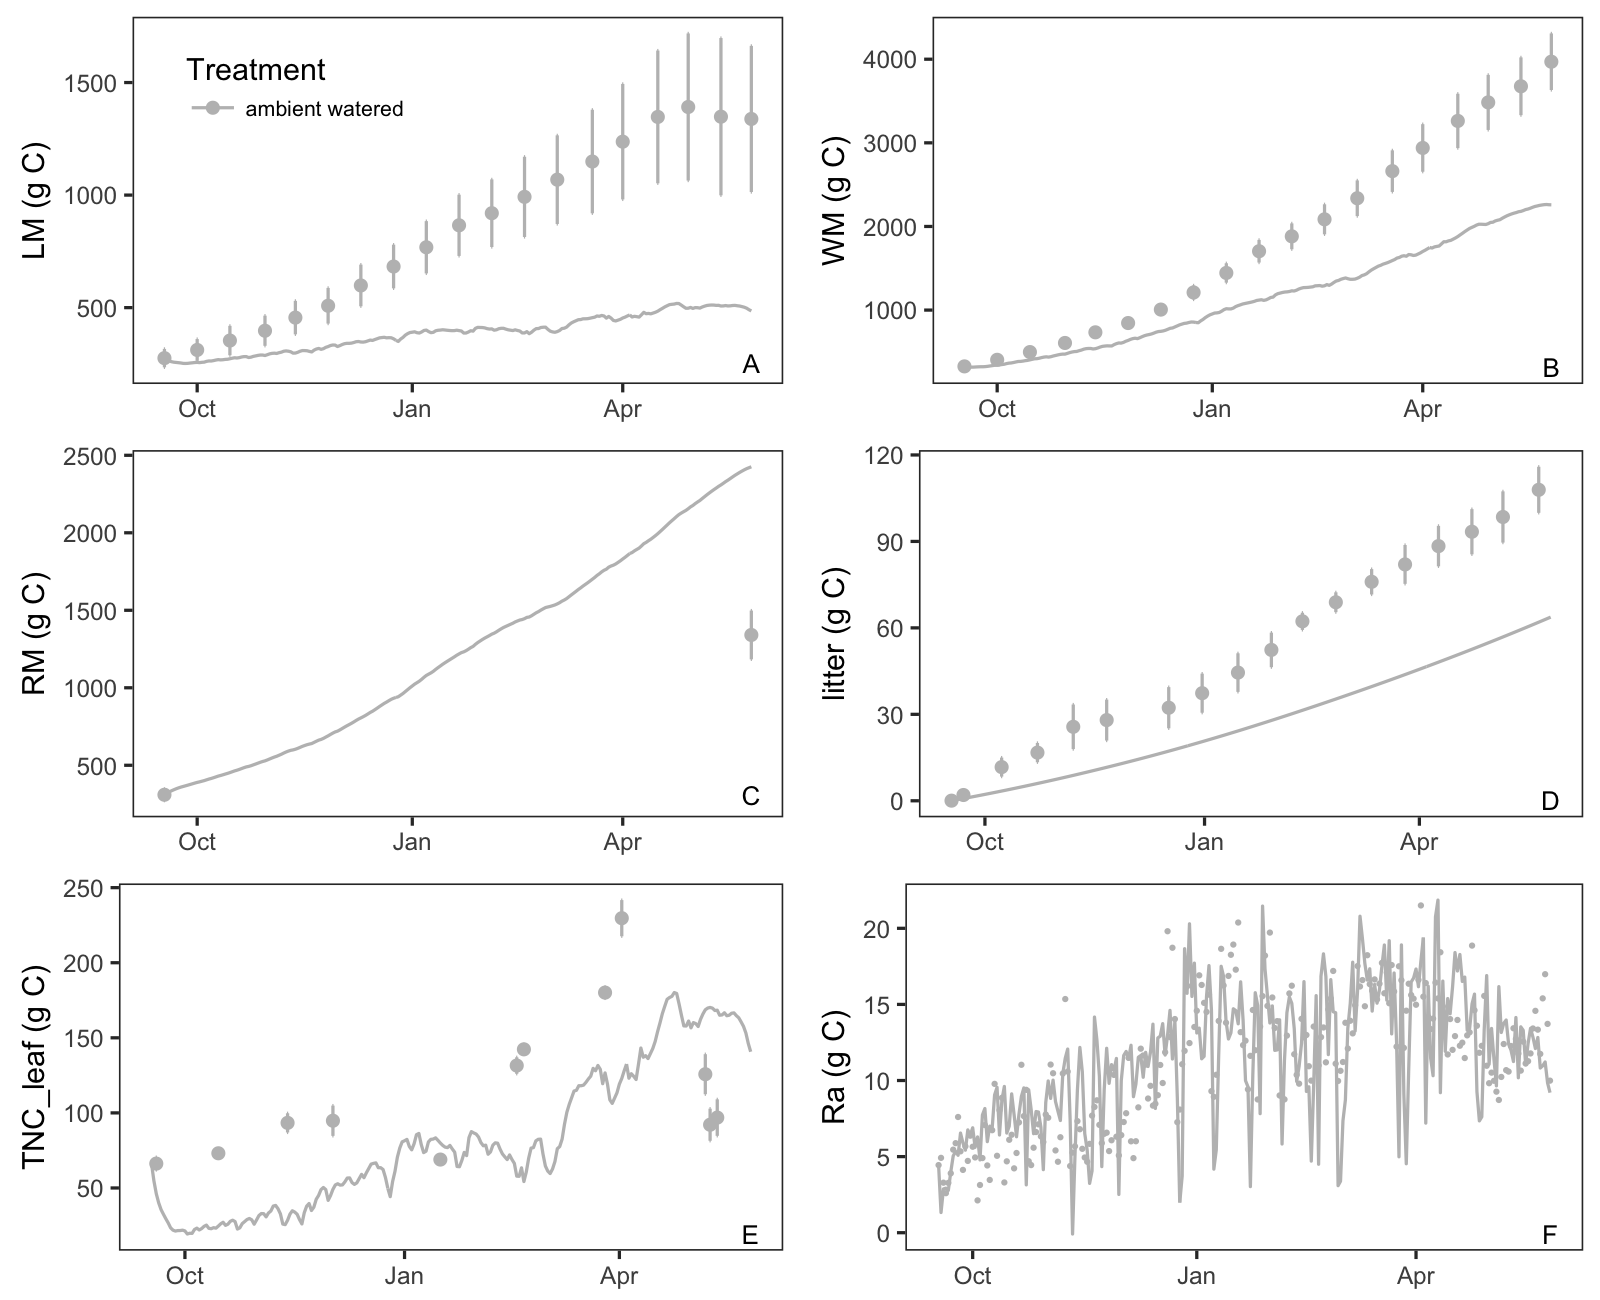 LM (g C)
1500
1000
500
Treatment
ambient watered
A
Oct
Jan
Apr
WM (g C)
4000
3000
2000
1000
B
Oct
Jan
Apr
RM (g C)
2500
2000
1500
1000
500
C
Oct
Jan
Apr
litter (g C)
120
90
60
30
0
D
Oct
Jan
Apr
TNC_leaf (g C)
250
200
150
100
50
E
Oct
Jan
Apr
Ra (g C)
20
15
10
5
0
F
Oct
Jan
Apr